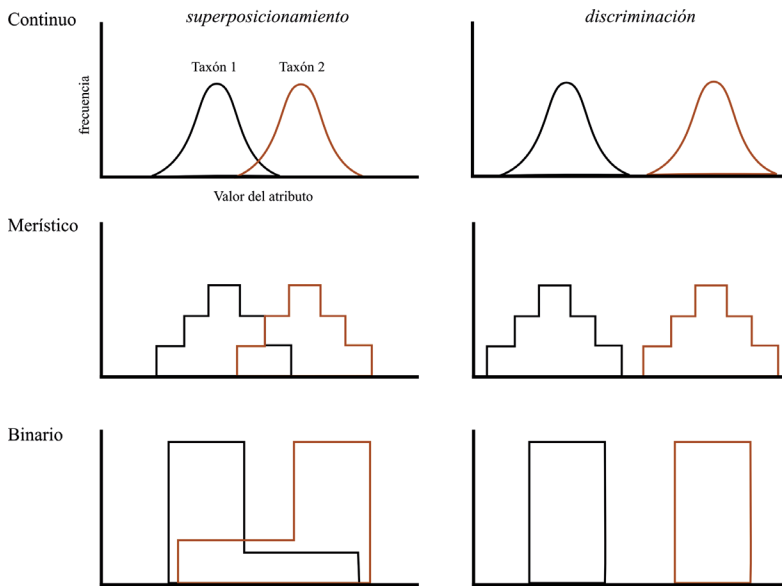 Continuo
superposicionamiento
discriminación
Taxón 1
Taxón 2
frecuencia
Valor del atributo
Merístico
Binario